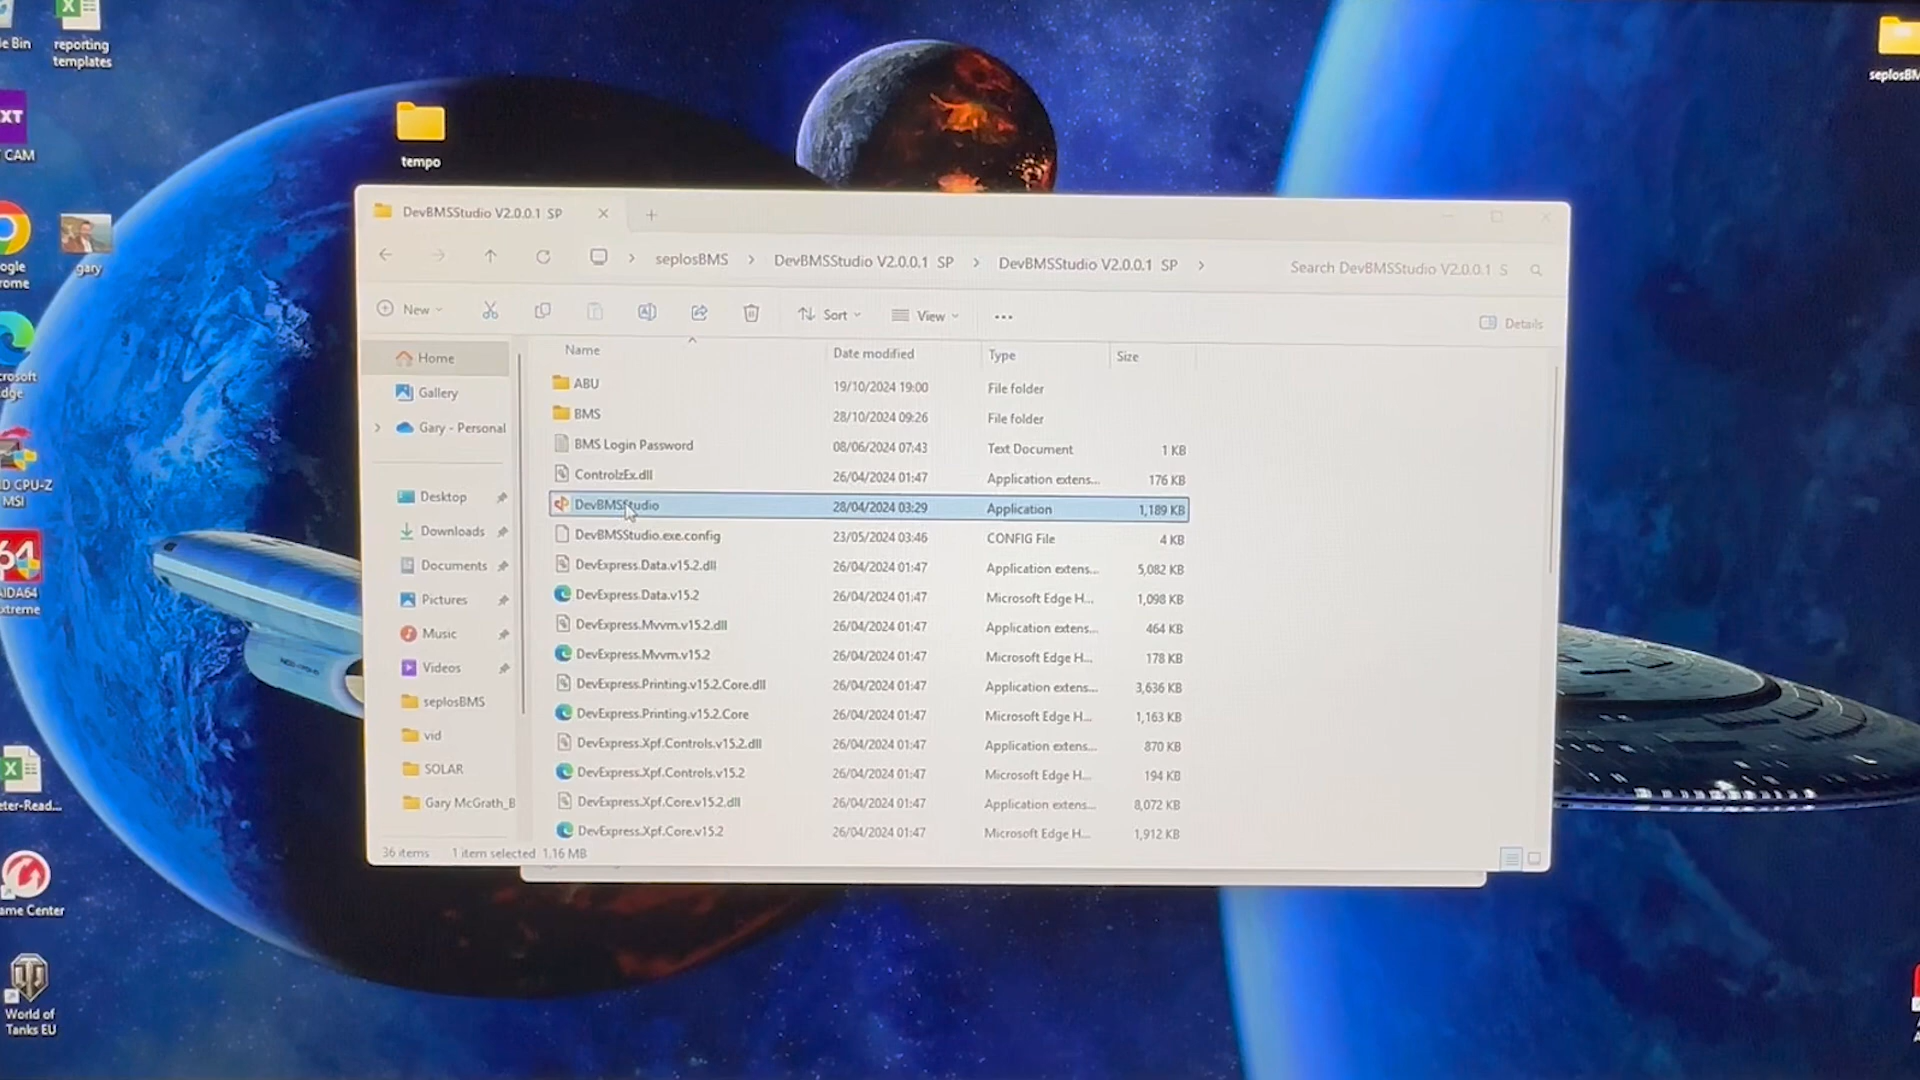 le Bin
reporting
templates
XT
CAM
ogle
rome
gary
crosoft
dge
D CPU-Z
MSI
64
AIDA64
xtreme
eter-Read...
ame Center
World of
Tanks EU
tempo
seplosBM
DevBMSStudio V2.0.0.1 SP
seplosBMS
DevBMSStudio V2.0.0.1 SP
DevBMSStudio V2.0.0.1 SP
Search DevBMSStudio V2.0.0.1 S
New
Sort
View
...
Details
Home
Gallery
Gary - Personal
Desktop
Downloads
Documents
Pictures
Music
Videos
seplosBMS
vid
SOLAR
Gary McGrath_B
Name Date modified Type Size
ABU 19/10/2024 19:00 File folder
BMS 28/10/2024 09:26 File folder
BMS Login Password 08/06/2024 07:43 Text Document 1 KB
ControlzEx.dll 26/04/2024 01:47 Application extens... 176 KB
DevBMSStudio 28/04/2024 03:29 Application 1,189 KB
DevBMSStudio.exe.config 23/05/2024 03:46 CONFIG File 4 KB
DevExpress.Data.v15.2.dll 26/04/2024 01:47 Application extens... 5,082 KB
DevExpress.Data.v15.2 26/04/2024 01:47 Microsoft Edge H... 1,098 KB
DevExpress.Mvvm.v15.2.dll 26/04/2024 01:47 Application extens... 464 KB
DevExpress.Mvvm.v15.2 26/04/2024 01:47 Microsoft Edge H... 178 KB
DevExpress.Printing.v15.2.Core.dll 26/04/2024 01:47 Application extens... 3,636 KB
DevExpress.Printing.v15.2.Core 26/04/2024 01:47 Microsoft Edge H... 1,163 KB
DevExpress.Xpf.Controls.v15.2.dll 26/04/2024 01:47 Application extens... 870 KB
DevExpress.Xpf.Controls.v15.2 26/04/2024 01:47 Microsoft Edge H... 194 KB
DevExpress.Xpf.Core.v15.2.dll 26/04/2024 01:47 Application extens... 8,072 KB
DevExpress.Xpf.Core.v15.2 26/04/2024 01:47 Microsoft Edge H... 1,912 KB
36 items 1 item selected 1.16 MB